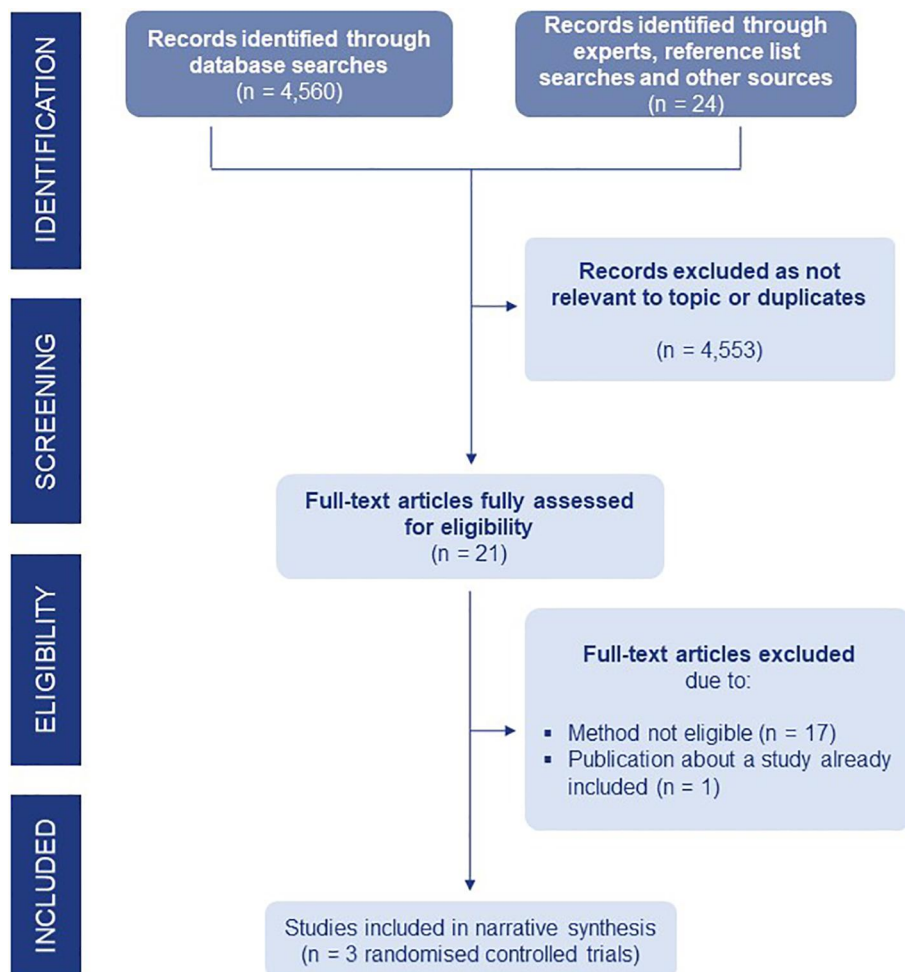 IDENTIFICATION
Records identified through
database searches
(n = 4,560)
Records identified through
experts, reference list
searches and other sources
(n = 24)
SCREENING
Records excluded as not
relevant to topic or duplicates
(n = 4,553)
Full-text articles fully assessed
for eligibility
(n = 21)
ELIGIBILITY
Full-text articles excluded
due to:
▪ Method not eligible (n = 17)
▪ Publication about a study already
included (n = 1)
INCLUDED
Studies included in narrative synthesis
(n = 3 randomised controlled trials)